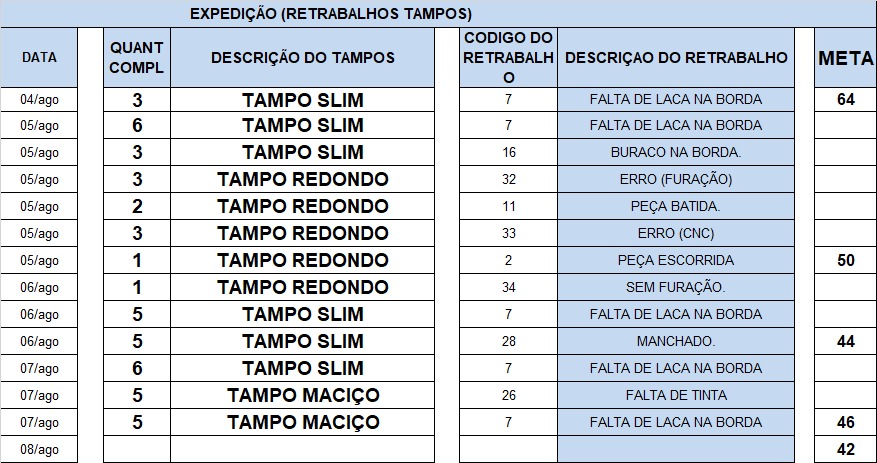 EXPEDIÇÃO (RETRABALHOS TAMPOS)
DATA QUANT COMPL DESCRIÇÃO DO TAMPOS CODIGO DO RETRABALHO DESCRIÇAO DO RETRABALHO META
04/ago 3 TAMPO SLIM 7 FALTA DE LACA NA BORDA 64
05/ago 6 TAMPO SLIM 7 FALTA DE LACA NA BORDA
05/ago 3 TAMPO SLIM 16 BURACO NA BORDA.
05/ago 3 TAMPO REDONDO 32 ERRO (FURAÇÃO)
05/ago 2 TAMPO REDONDO 11 PEÇA BATIDA.
05/ago 3 TAMPO REDONDO 33 ERRO (CNC)
05/ago 1 TAMPO REDONDO 2 PEÇA ESCORRIDA 50
06/ago 1 TAMPO REDONDO 34 SEM FURAÇÃO.
06/ago 5 TAMPO SLIM 7 FALTA DE LACA NA BORDA
06/ago 5 TAMPO SLIM 28 MANCHADO. 44
07/ago 6 TAMPO SLIM 7 FALTA DE LACA NA BORDA
07/ago 5 TAMPO MACIÇO 26 FALTA DE TINTA
07/ago 5 TAMPO MACIÇO 7 FALTA DE LACA NA BORDA 46
08/ago 42